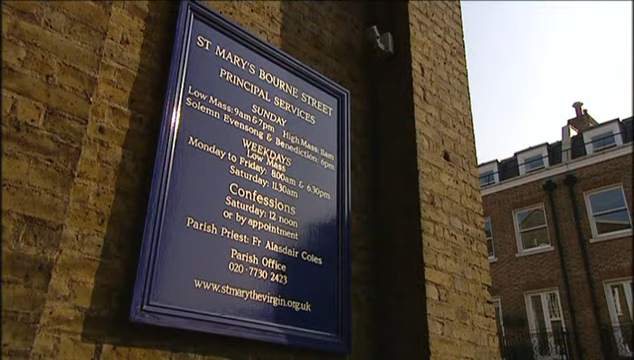 ST MARY'S BOURNE STREET
PRINCIPAL SERVICES
SUNDAY
Low Mass: 9am & 7pm High Mass: 11am
Solemn Evensong & Benediction: 6pm
WEEKDAYS
Low Mass
Monday to Friday: 8.00am & 6.30pm
Saturday: 11.30am
Confessions
Saturday: 12 noon
or by appointment
Parish Priest: Fr Alasdair Coles
Parish Office
020-7730 2423
www.stmarythevirgin.org.uk